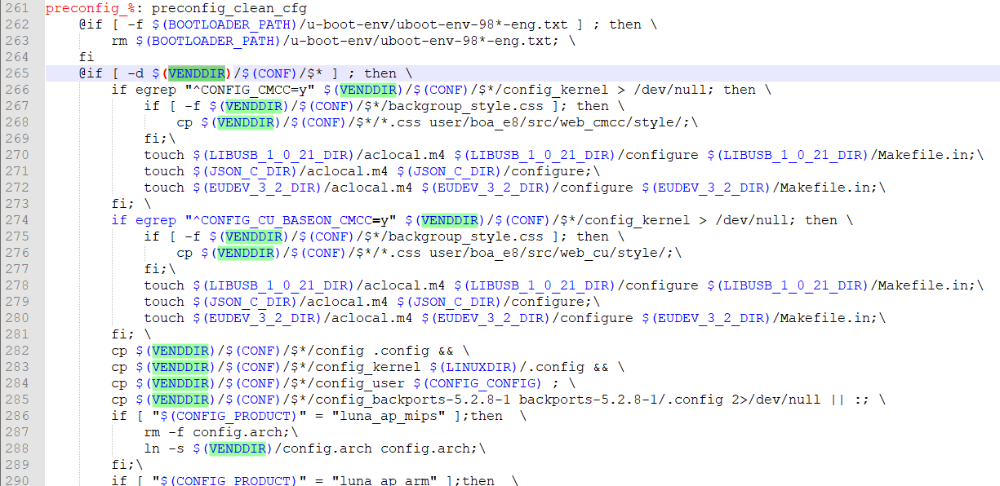 261 preconfig_%: preconfig_clean_cfg
262     @if [ -f $(BOOTLOADER_PATH)/u-boot-env/uboot-env-98*-eng.txt ] ; then \
263         rm $(BOOTLOADER_PATH)/u-boot-env/uboot-env-98*-eng.txt; \
264     fi
265     @if [ -d $(VENDDIR)/$(CONF)/$* ] ; then \
266         if egrep "^CONFIG_CMCC=y" $(VENDDIR)/$(CONF)/$*/config_kernel > /dev/null; then \
267             if [ -f $(VENDDIR)/$(CONF)/$*/backgroup_style.css ]; then \
268                 cp $(VENDDIR)/$(CONF)/$*/*.css user/boa_e8/src/web_cmcc/style/;\
269             fi;\
270             touch $(LIBUSB_1_0_21_DIR)/aclocal.m4 $(LIBUSB_1_0_21_DIR)/configure $(LIBUSB_1_0_21_DIR)/Makefile.in;\
271             touch $(JSON_C_DIR)/aclocal.m4 $(JSON_C_DIR)/configure;\
272             touch $(EUDEV_3_2_DIR)/aclocal.m4 $(EUDEV_3_2_DIR)/configure $(EUDEV_3_2_DIR)/Makefile.in;\
273         fi; \
274         if egrep "^CONFIG_CU_BASEON_CMCC=y" $(VENDDIR)/$(CONF)/$*/config_kernel > /dev/null; then \
275             if [ -f $(VENDDIR)/$(CONF)/$*/backgroup_style.css ]; then \
276                 cp $(VENDDIR)/$(CONF)/$*/*.css user/boa_e8/src/web_cu/style/;\
277             fi;\
278             touch $(LIBUSB_1_0_21_DIR)/aclocal.m4 $(LIBUSB_1_0_21_DIR)/configure $(LIBUSB_1_0_21_DIR)/Makefile.in;\
279             touch $(JSON_C_DIR)/aclocal.m4 $(JSON_C_DIR)/configure;\
280             touch $(EUDEV_3_2_DIR)/aclocal.m4 $(EUDEV_3_2_DIR)/configure $(EUDEV_3_2_DIR)/Makefile.in;\
281         fi; \
282         cp $(VENDDIR)/$(CONF)/$*/config .config && \
283         cp $(VENDDIR)/$(CONF)/$*/config_kernel $(LINUXDIR)/.config && \
284         cp $(VENDDIR)/$(CONF)/$*/config_user $(CONFIG_CONFIG) ; \
285         cp $(VENDDIR)/$(CONF)/$*/config_backports-5.2.8-1 backports-5.2.8-1/.config 2>/dev/null || :; \
286         if [ "$(CONFIG_PRODUCT)" = "luna_ap_mips" ];then  \
287             rm -f config.arch;\
288             ln -s $(VENDDIR)/config.arch config.arch;\
289         fi;\
290         if [ "$(CONFIG_PRODUCT)" = "luna_ap_arm" ];then  \